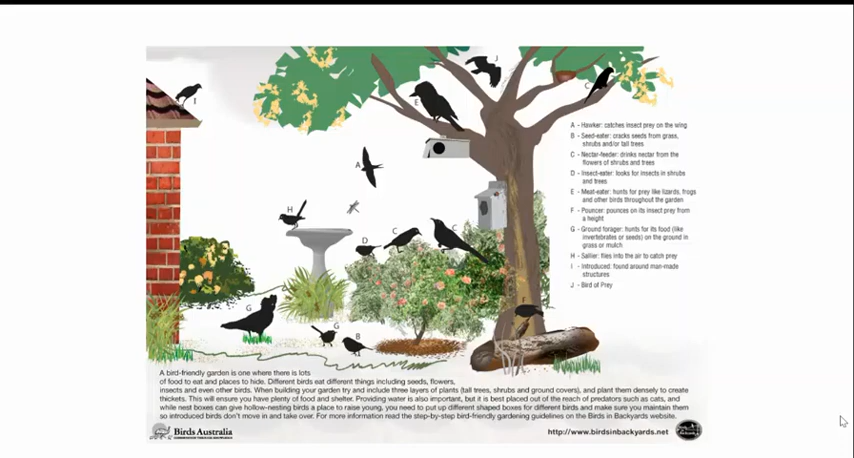 J
C
I
E
A - Hawker: catches insect prey on the wing
B - Seed-eater: cracks seeds from grass,
shrubs and/or tall trees
C - Nectar-feeder: drinks nectar from the
flowers of shrubs and trees
D - Insect-eater: looks for insects in shrubs
and trees
E - Meat-eater: hunts for prey like lizards, frogs
and other birds throughout the garden
F - Pouncer: pounces on its insect prey from
a height
G - Ground forager: hunts for its food (like
invertebrates or seeds) on the ground in
grass or mulch
H - Sallier: flies into the air to catch prey
I - Introduced: found around man-made
structures
J - Bird of Prey
A
H
C
C
D
F
G
G
B
A bird-friendly garden is one where there is lots
of food to eat and places to hide. Different birds eat different things including seeds, flowers,
insects and even other birds. When building your garden try and include three layers of plants (tall trees, shrubs and ground covers), and plant them densely to create
thickets. This will ensure you have plenty of food and shelter. Providing water is also important, but it is best placed out of the reach of predators such as cats, and
while nest boxes can give hollow-nesting birds a place to raise young, you need to put up different shaped boxes for different birds and make sure you maintain them
so introduced birds don't move in and take over. For more information read the step-by-step bird-friendly gardening guidelines on the Birds in Backyards website.
Birds Australia
http://www.birdsinbackyards.net